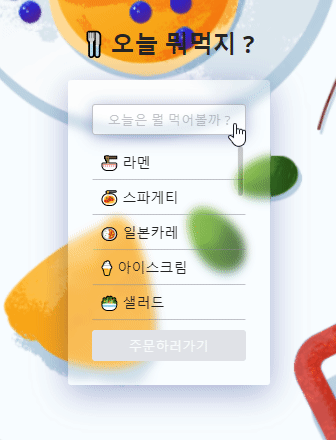 오늘 뭐먹지 ?
오늘은 뭘 먹어볼까 ?
라멘
스파게티
일본카레
아이스크림
샐러드
주문하러가기